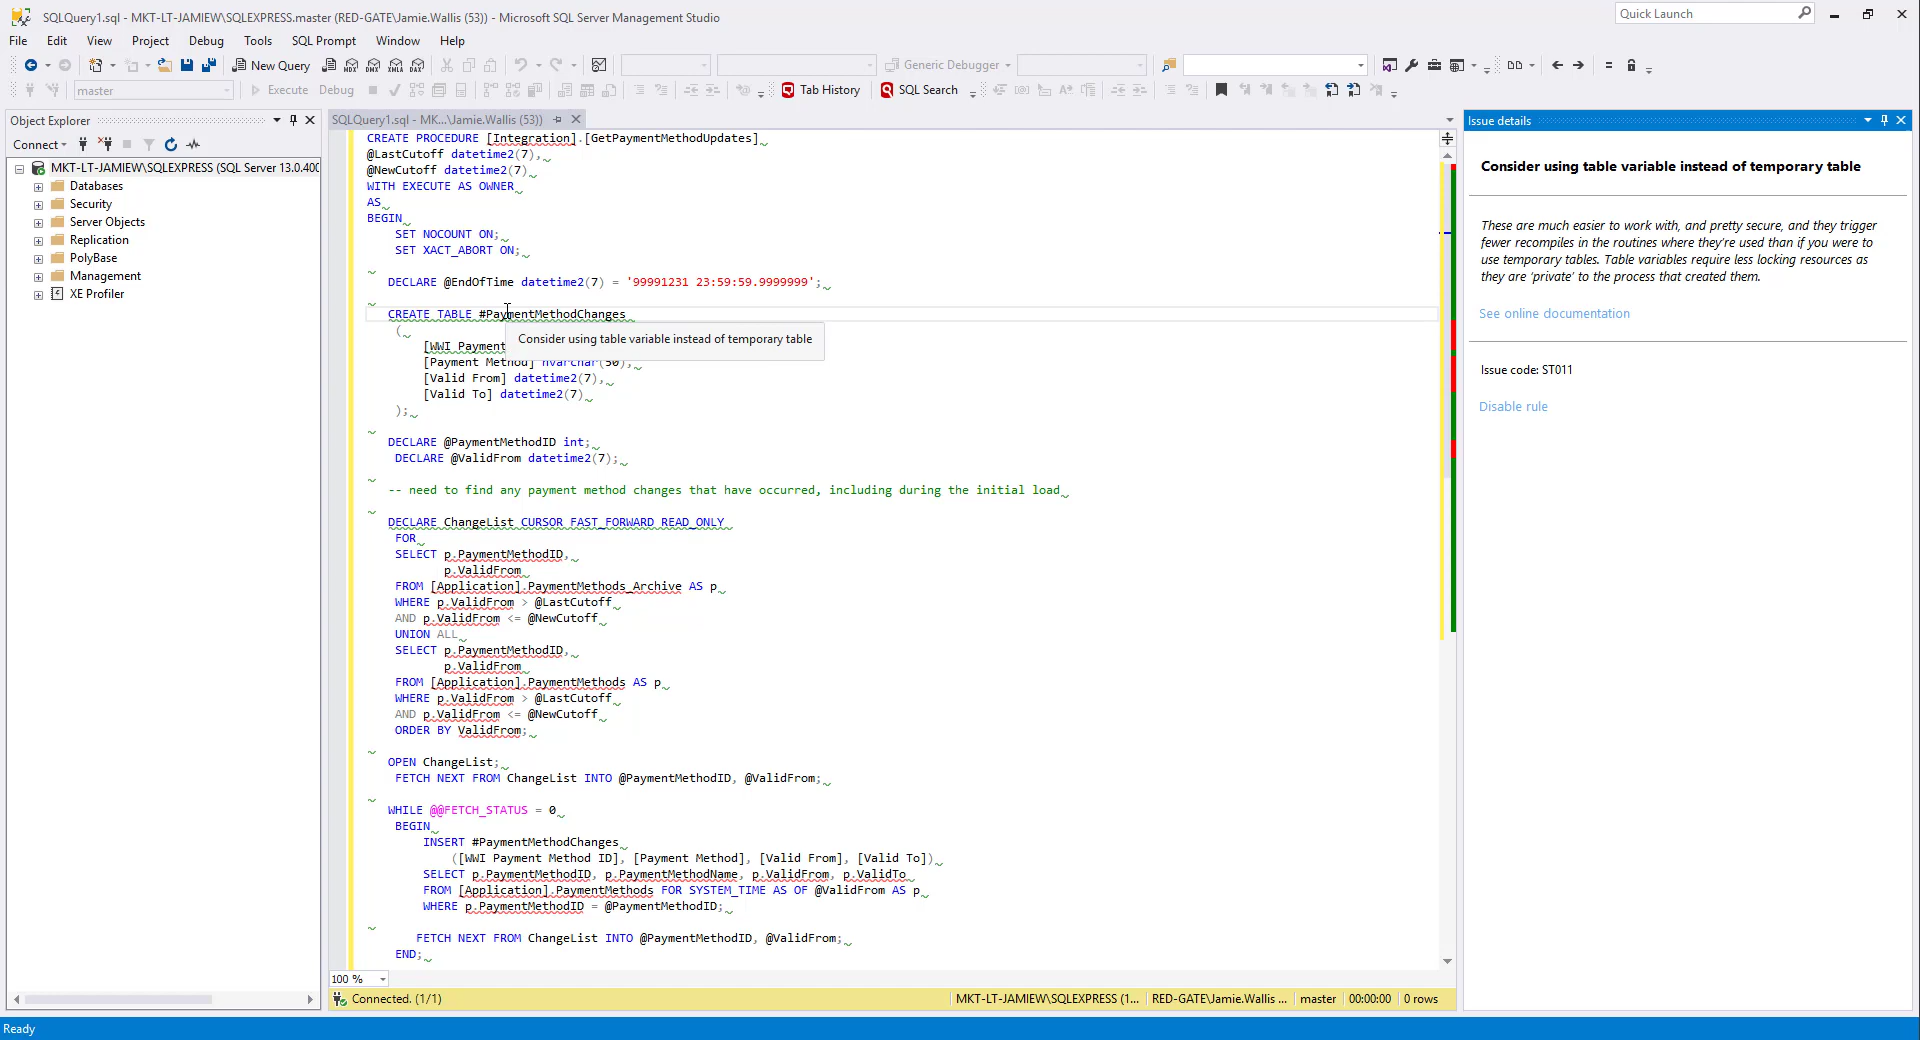 SQLQuery1.sql - MKT-LT-JAMIEW\SQLEXPRESS.master (RED-GATE\Jamie.Wallis (53)) - Microsoft SQL Server Management Studio
Quick Launch
File Edit View Project Debug Tools SQL Prompt Window Help
New Query
MDX DMX XMLA DAX
Generic Debugger
master
Execute Debug
Tab History
SQL Search
Object Explorer
Connect
MKT-LT-JAMIEW\SQLEXPRESS (SQL Server 13.0.400
Databases
Security
Server Objects
Replication
PolyBase
Management
XE Profiler
SQLQuery1.sql - MK...\Jamie.Wallis (53))
CREATE PROCEDURE [Integration].[GetPaymentMethodUpdates]
@LastCutoff datetime2(7),
@NewCutoff datetime2(7)
WITH EXECUTE AS OWNER
AS
BEGIN
SET NOCOUNT ON;
SET XACT_ABORT ON;
DECLARE @EndOfTime datetime2(7) = '99991231 23:59:59.9999999';
CREATE TABLE #PaymentMethodChanges
(
[WWI Payment
Consider using table variable instead of temporary table
[Payment Method] nvarchar(50),
[Valid From] datetime2(7),
[Valid To] datetime2(7)
);
DECLARE @PaymentMethodID int;
DECLARE @ValidFrom datetime2(7);
-- need to find any payment method changes that have occurred, including during the initial load
DECLARE ChangeList CURSOR FAST_FORWARD READ_ONLY
FOR
SELECT p.PaymentMethodID,
p.ValidFrom
FROM [Application].PaymentMethods_Archive AS p
WHERE p.ValidFrom > @LastCutoff
AND p.ValidFrom <= @NewCutoff
UNION ALL
SELECT p.PaymentMethodID,
p.ValidFrom
FROM [Application].PaymentMethods AS p
WHERE p.ValidFrom > @LastCutoff
AND p.ValidFrom <= @NewCutoff
ORDER BY ValidFrom;
OPEN ChangeList;
FETCH NEXT FROM ChangeList INTO @PaymentMethodID, @ValidFrom;
WHILE @@FETCH_STATUS = 0
BEGIN
INSERT #PaymentMethodChanges
([WWI Payment Method ID], [Payment Method], [Valid From], [Valid To])
SELECT p.PaymentMethodID, p.PaymentMethodName, p.ValidFrom, p.ValidTo
FROM [Application].PaymentMethods FOR SYSTEM_TIME AS OF @ValidFrom AS p
WHERE p.PaymentMethodID = @PaymentMethodID;
FETCH NEXT FROM ChangeList INTO @PaymentMethodID, @ValidFrom;
END;
100 %
Connected. (1/1)
MKT-LT-JAMIEW\SQLEXPRESS (1... RED-GATE\Jamie.Wallis ... master 00:00:00 0 rows
Issue details
Consider using table variable instead of temporary table
These are much easier to work with, and pretty secure, and they trigger
fewer recompiles in the routines where they're used than if you were to
use temporary tables. Table variables require less locking resources as
they are 'private' to the process that created them.
See online documentation
Issue code: ST011
Disable rule
Ready